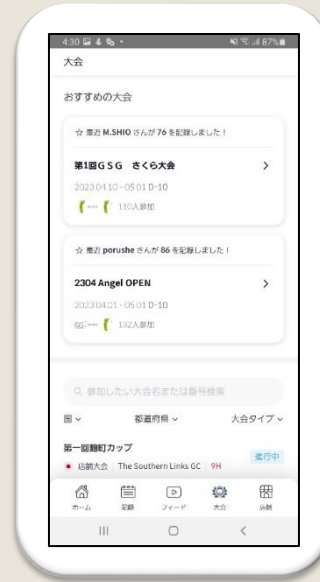 4:30 87%
大会
おすすめの大会
☆ 最近 M.SHIO さんが 76 を記録しました！
第1回GSG さくら大会
2023.04.10 - 05.01 D-10
110人参加
☆ 最近 porushe さんが 86 を記録しました！
2304 Angel OPEN
2023.04.01 - 05.01 D-10
132人参加
参加したい大会名または番号検索
国 都道府県 大会タイプ
第一回麵町カップ
進行中
店舗大会 The Southern Links GC 9H
ホーム 記録 フィード 大会 店舗